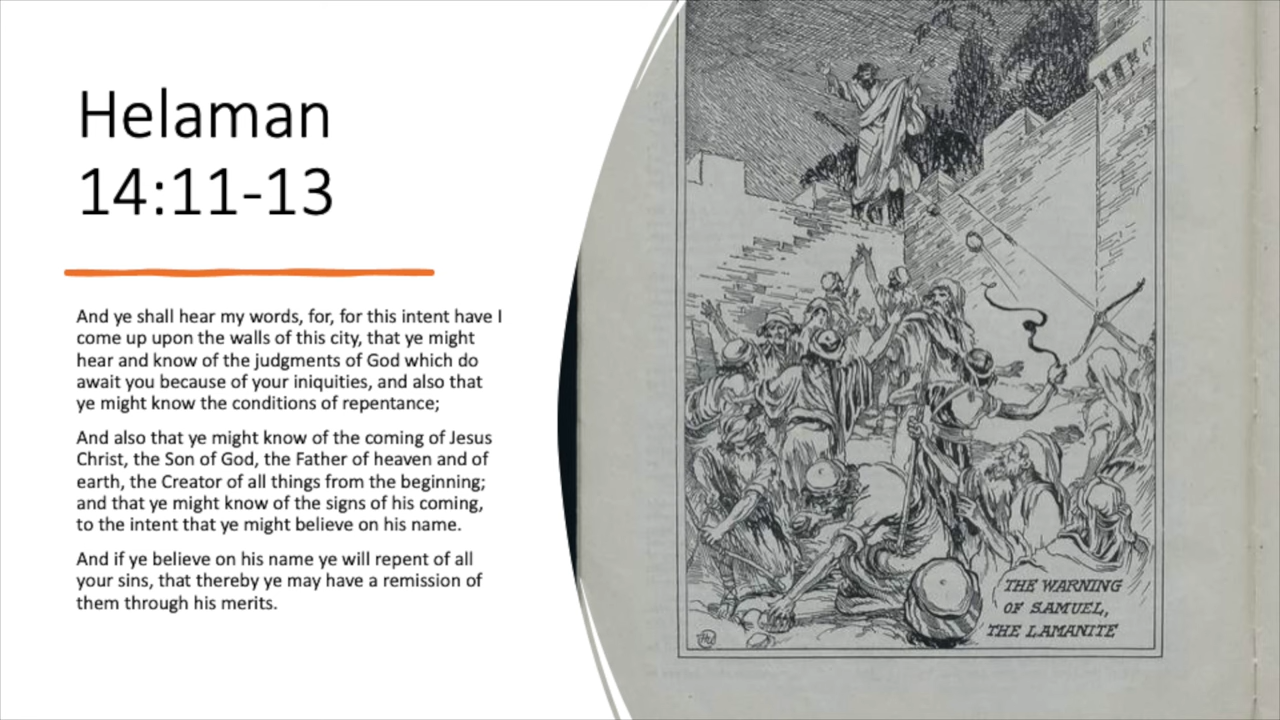 Helaman
14:11-13
And ye shall hear my words, for, for this intent have I
come up upon the walls of this city, that ye might
hear and know of the judgments of God which do
await you because of your iniquities, and also that
ye might know the conditions of repentance;
And also that ye might know of the coming of Jesus
Christ, the Son of God, the Father of heaven and of
earth, the Creator of all things from the beginning;
and that ye might know of the signs of his coming,
to the intent that ye might believe on his name.
And if ye believe on his name ye will repent of all
your sins, that thereby ye may have a remission of
them through his merits.
THE WARNING
OF SAMUEL,
THE LAMANITE